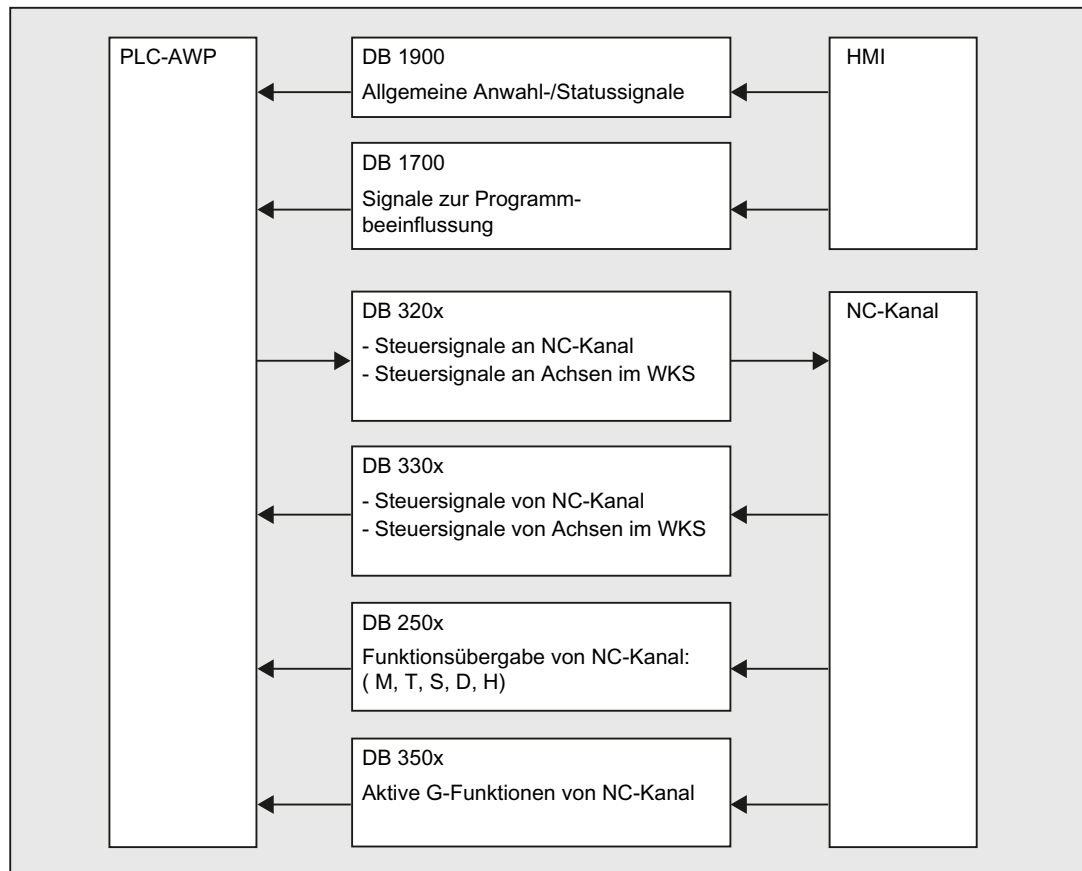 PLC-AWP
DB 1900
Allgemeine Anwahl-/Statussignale
HMI
DB 1700
Signale zur Programm-
beeinflussung
DB 320x
- Steuersignale an NC-Kanal
- Steuersignale an Achsen im WKS
NC-Kanal
DB 330x
- Steuersignale von NC-Kanal
- Steuersignale von Achsen im WKS
DB 250x
Funktionsübergabe von NC-Kanal:
( M, T, S, D, H)
DB 350x
Aktive G-Funktionen von NC-Kanal